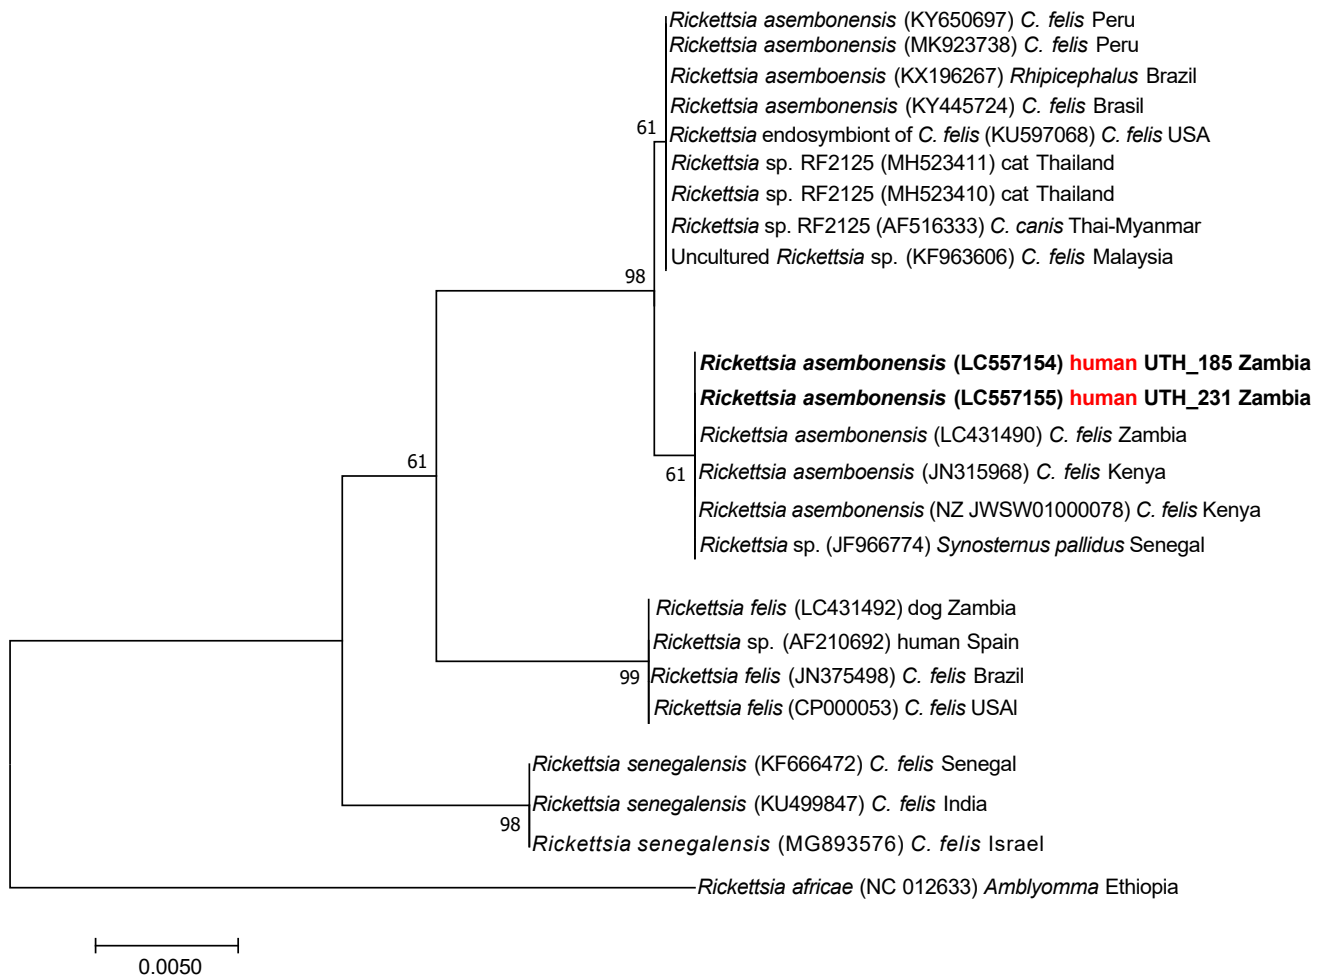 Rickettsia asembonensis (KY650697) C. felis Peru
Rickettsia asembonensis (MK923738) C. felis Peru
Rickettsia asemboensis (KX196267) Rhipicephalus Brazil
Rickettsia asembonensis (KY445724) C. felis Brasil
61
Rickettsia endosymbiont of C. felis (KU597068) C. felis USA
Rickettsia sp. RF2125 (MH523411) cat Thailand
Rickettsia sp. RF2125 (MH523410) cat Thailand
Rickettsia sp. RF2125 (AF516333) C. canis Thai-Myanmar
Uncultured Rickettsia sp. (KF963606) C. felis Malaysia
98
Rickettsia asembonensis (LC557154) human UTH_185 Zambia
Rickettsia asembonensis (LC557155) human UTH_231 Zambia
Rickettsia asembonensis (LC431490) C. felis Zambia
61
Rickettsia asemboensis (JN315968) C. felis Kenya
61
Rickettsia asembonensis (NZ JWSW01000078) C. felis Kenya
Rickettsia sp. (JF966774) Synosternus pallidus Senegal
Rickettsia felis (LC431492) dog Zambia
Rickettsia sp. (AF210692) human Spain
99
Rickettsia felis (JN375498) C. felis Brazil
Rickettsia felis (CP000053) C. felis USAl
Rickettsia senegalensis (KF666472) C. felis Senegal
Rickettsia senegalensis (KU499847) C. felis India
98
Rickettsia senegalensis (MG893576) C. felis Israel
Rickettsia africae (NC 012633) Amblyomma Ethiopia
0.0050